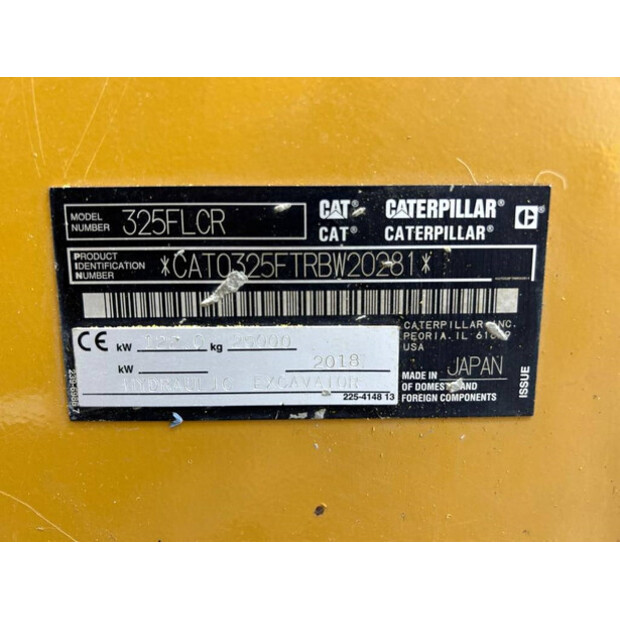 MODEL NUMBER 325FLCR
CAT® CATERPILLAR® C
CAT® CATERPILLAR®
PRODUCT IDENTIFICATION NUMBER *CAT0325FTRBW20281*
CATERPILLAR INC.
PEORIA, IL
USA
CE kW kg
kW 2018
HYDRAULIC EXCAVATOR
225-4148 13
MADE IN JAPAN
OF DOMESTIC AND
FOREIGN COMPONENTS
ISSUE